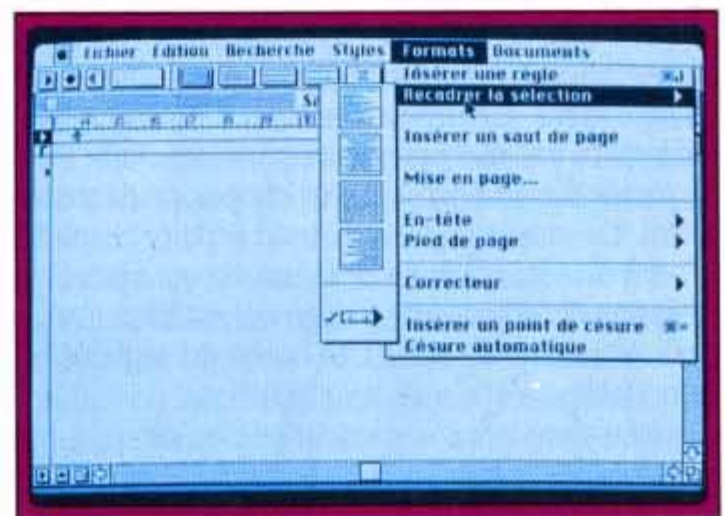 Fichier Edition Recherche Styles Formats Documents
Insérer une règle ⌘J
Recadrer la sélection
Insérer un saut de page
Mise en page...
En-tête
Pied de page
Correcteur
Insérer un point de césure ⌘=
Césure automatique